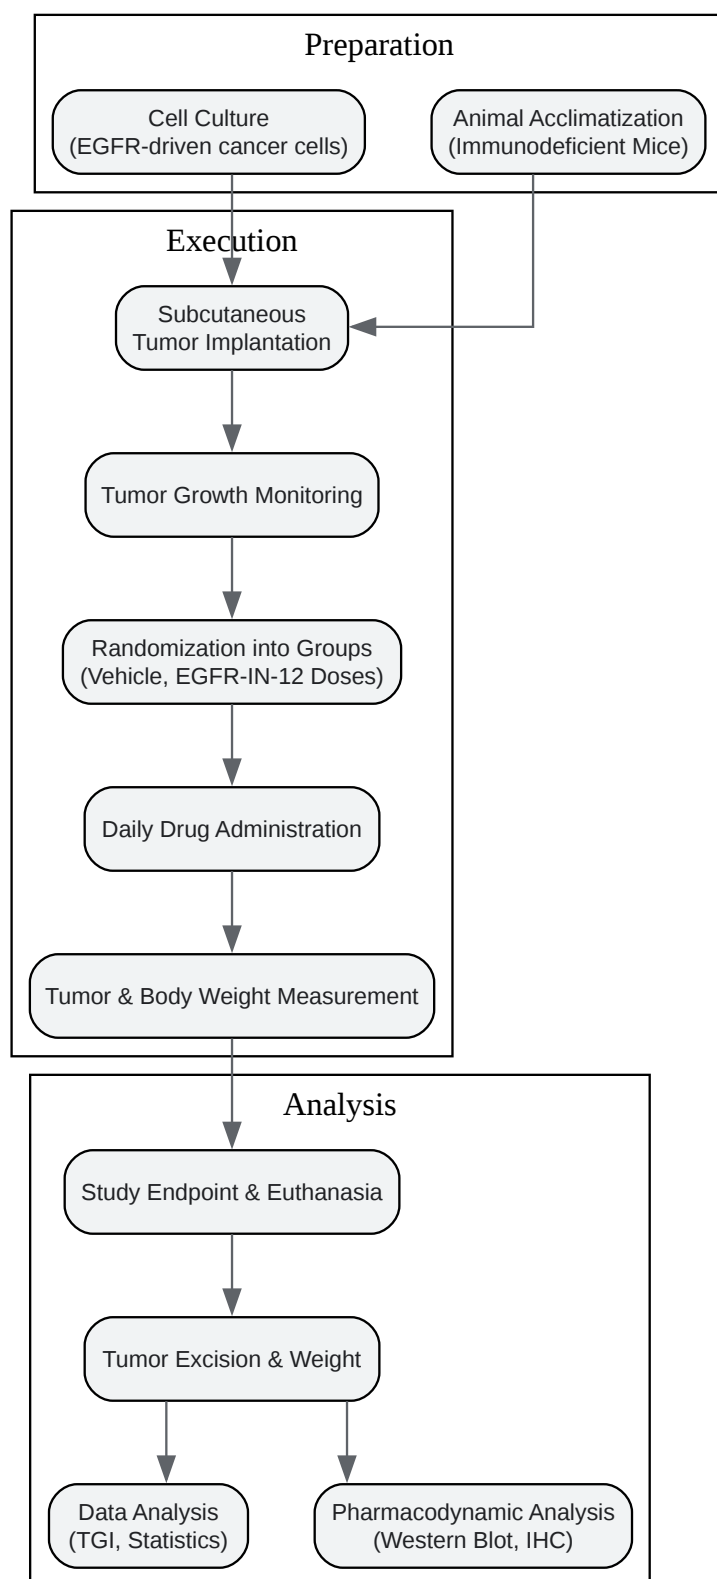 Preparation
Cell Culture
(EGFR-driven cancer cells)
Animal Acclimatization
(Immunodeficient Mice)
Execution
Subcutaneous
Tumor Implantation
Tumor Growth Monitoring
Randomization into Groups
(Vehicle, EGFR-IN-12 Doses)
Daily Drug Administration
Tumor & Body Weight Measurement
Analysis
Study Endpoint & Euthanasia
Tumor Excision & Weight
Data Analysis
(TGI, Statistics)
Pharmacodynamic Analysis
(Western Blot, IHC)